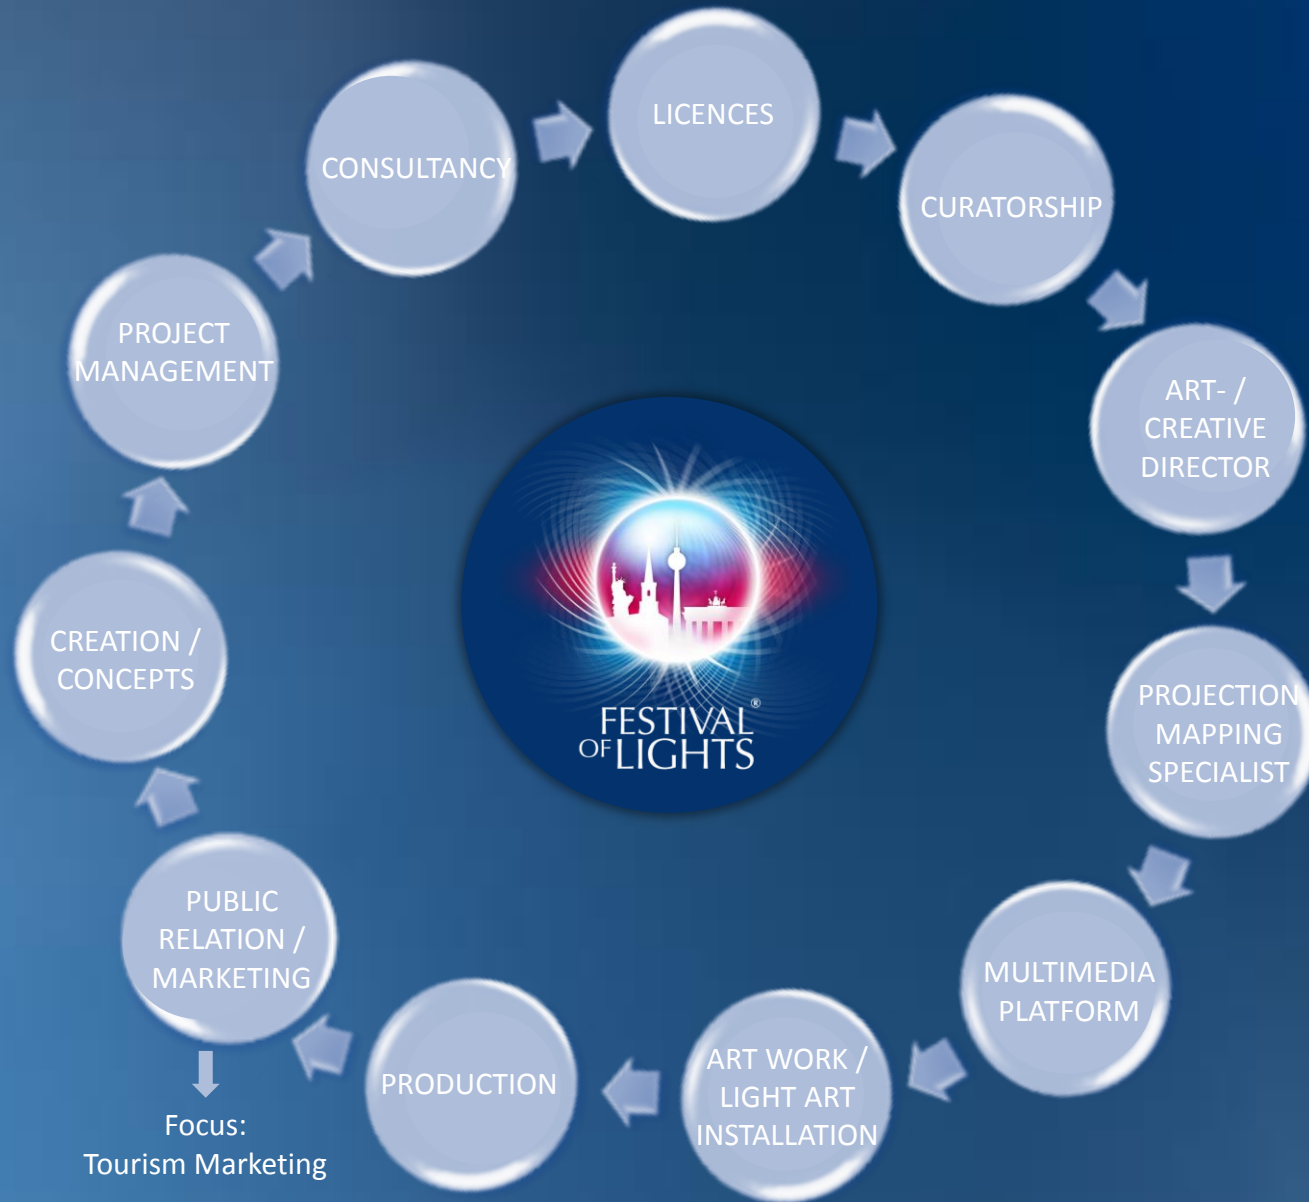 LICENCES
CURATORSHIP
ART- /
CREATIVE
DIRECTOR
PROJECTION
MAPPING
SPECIALIST
MULTIMEDIA
PLATFORM
ART WORK /
LIGHT ART
INSTALLATION
PRODUCTION
PUBLIC
RELATION /
MARKETING
Focus:
Tourism Marketing
CREATION /
CONCEPTS
PROJECT
MANAGEMENT
CONSULTANCY
FESTIVAL®
OF LIGHTS